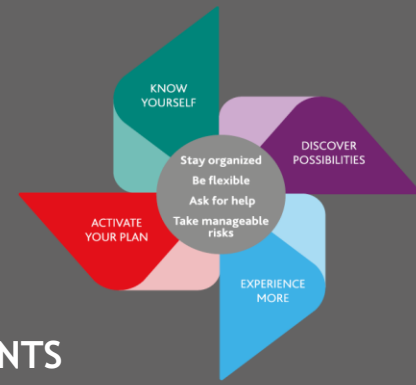 KNOW
YOURSELF
DISCOVER
POSSIBILITIES
Stay organized
Be flexible
Ask for help
Take manageable
risks
ACTIVATE
YOUR PLAN
EXPERIENCE
MORE
NTS